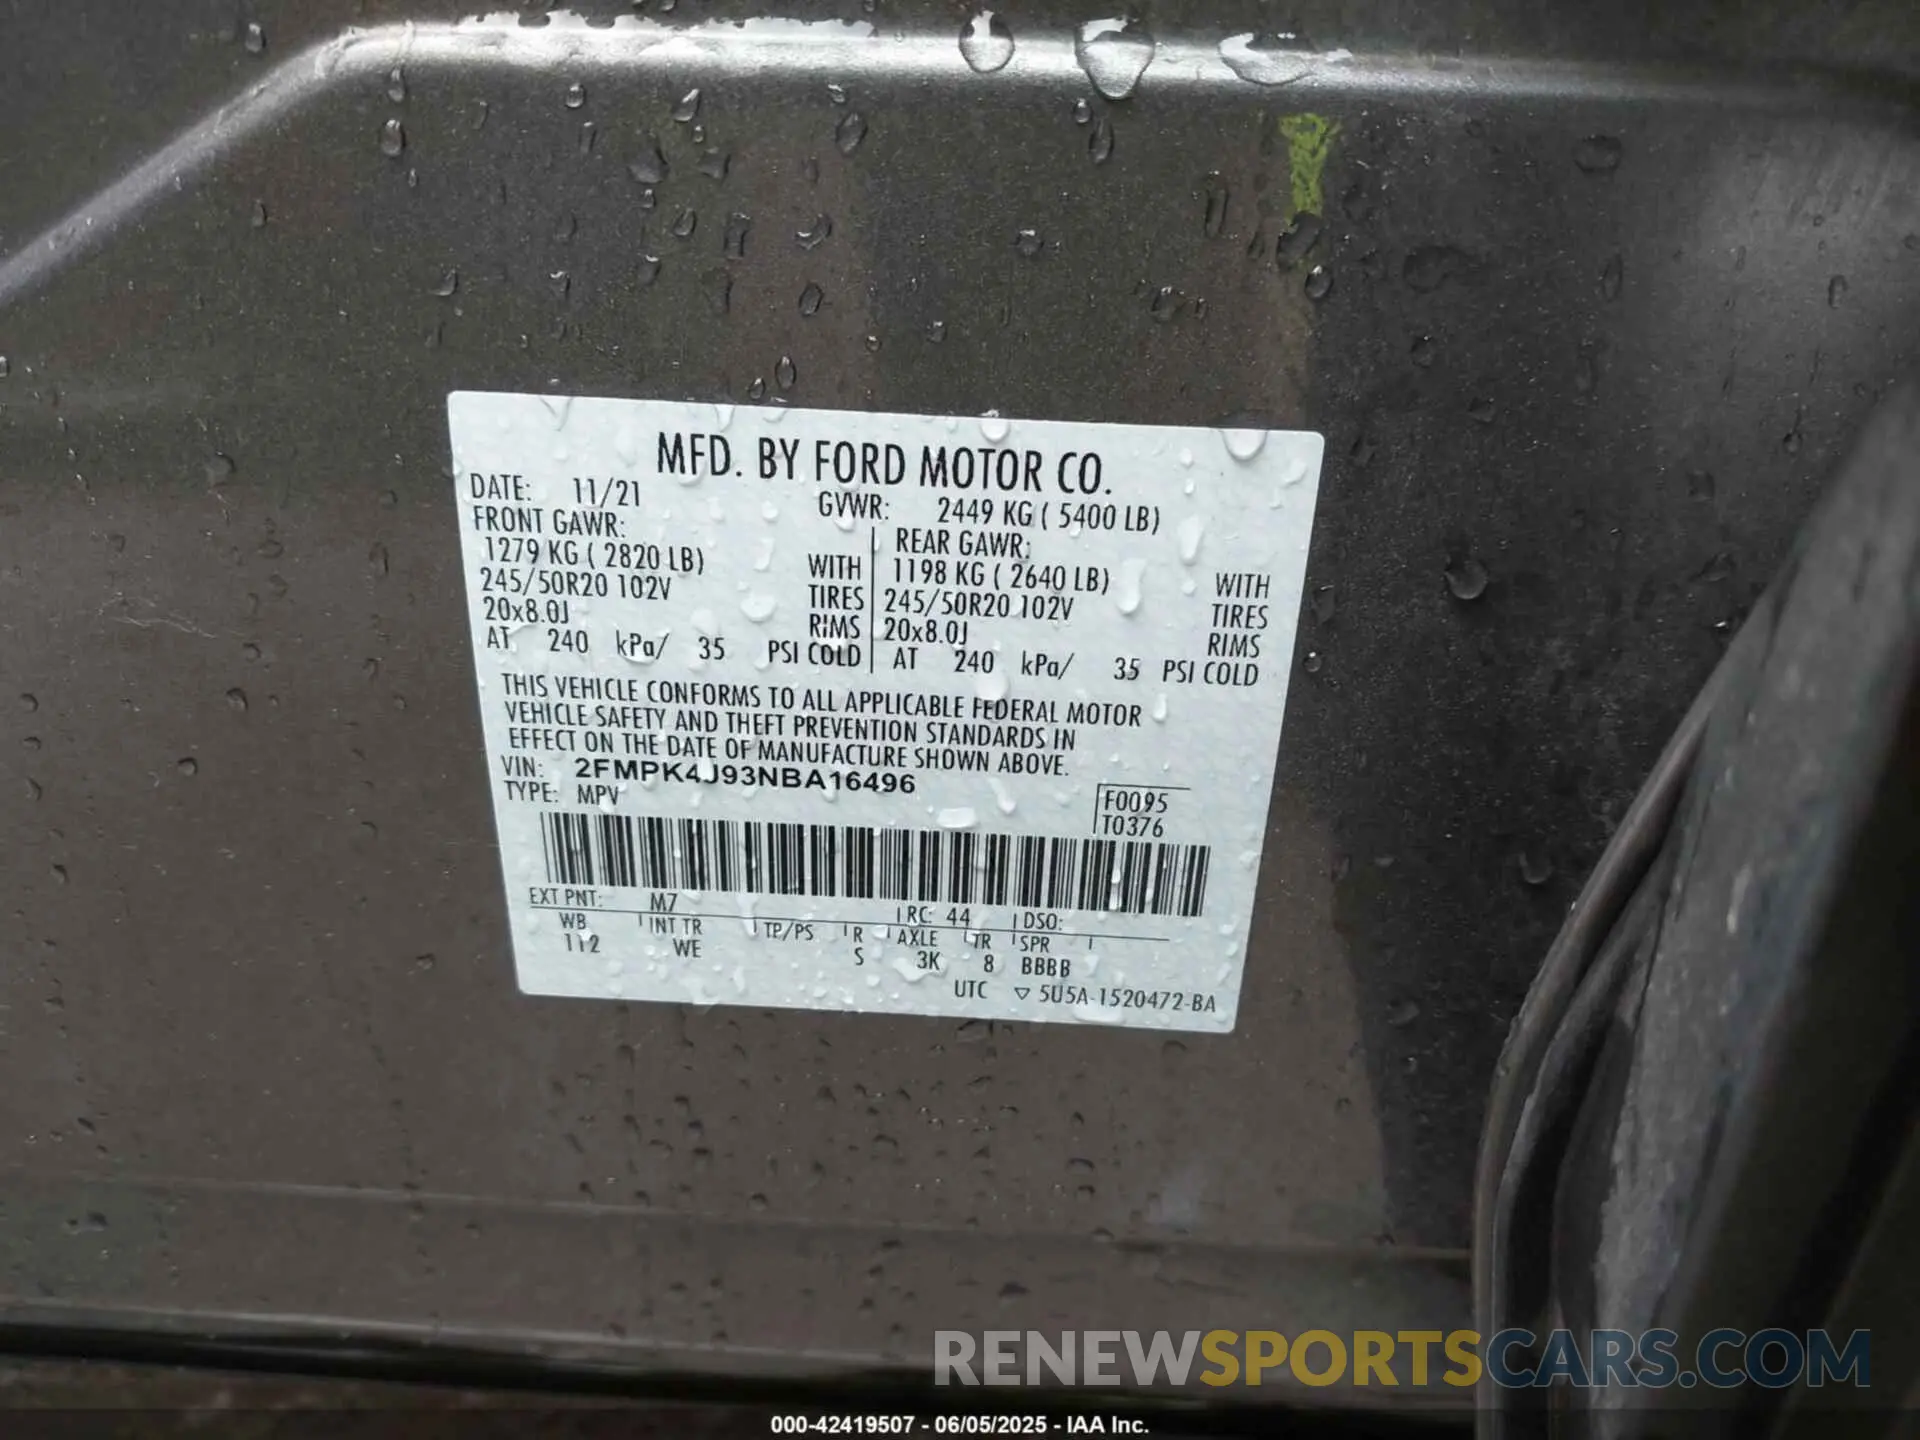 MFD. BY FORD MOTOR CO.
DATE: 11/21 GVWR: 2449 KG ( 5400 LB)
FRONT GAWR: REAR GAWR:
1279 KG ( 2820 LB) WITH 1198 KG ( 2640 LB) WITH
245/50R20 102V TIRES 245/50R20 102V TIRES
20x8.0J RIMS 20x8.0J RIMS
AT 240 kPa/ 35 PSI COLD AT 240 kPa/ 35 PSI COLD
THIS VEHICLE CONFORMS TO ALL APPLICABLE FEDERAL MOTOR
VEHICLE SAFETY AND THEFT PREVENTION STANDARDS IN
EFFECT ON THE DATE OF MANUFACTURE SHOWN ABOVE.
VIN: 2FMPK4J93NBA16496
TYPE: MPV F0095
T0376
EXT PNT: M7 RC: 44 DSO:
WB INT TR TP/PS R AXLE TR SPR
112 WE S 3K 8 BBBB
UTC ▽ 5U5A-1520472-BA
RENEWSPORTSCARS.COM
000-42419507 - 06/05/2025 - IAA Inc.